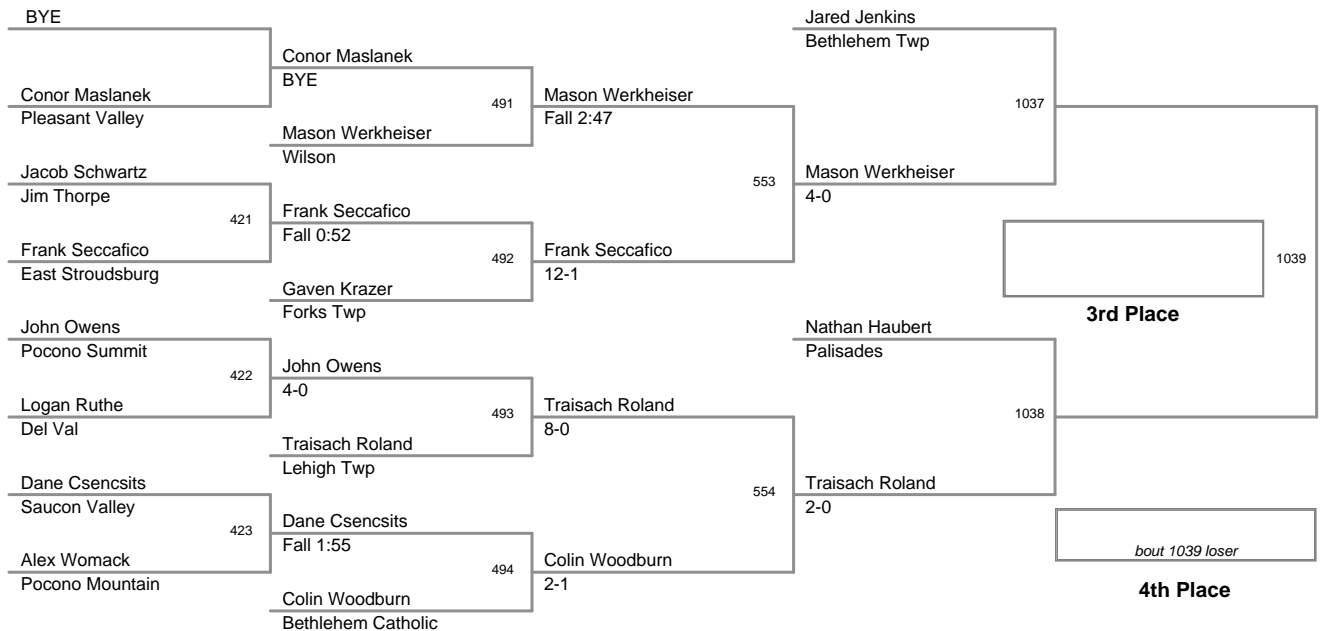 BYE
Jared Jenkins
Bethlehem Twp
Conor Maslanek
BYE
Conor Maslanek
Pleasant Valley
491
Mason Werkheiser
Fall 2:47
1037
Mason Werkheiser
Wilson
Jacob Schwartz
Jim Thorpe
553
Mason Werkheiser
4-0
421
Frank Seccafico
Fall 0:52
Frank Seccafico
East Stroudsburg
492
Frank Seccafico
12-1
1039
Gaven Krazer
Forks Twp
3rd Place
John Owens
Pocono Summit
Nathan Haubert
Palisades
422
John Owens
4-0
Logan Ruthe
Del Val
493
Traisach Roland
8-0
1038
Traisach Roland
Lehigh Twp
Dane Csencsits
Saucon Valley
554
Traisach Roland
2-0
423
Dane Csencsits
Fall 1:55
Alex Womack
Pocono Mountain
494
Colin Woodburn
2-1
bout 1039 loser
4th Place
Colin Woodburn
Bethlehem Catholic